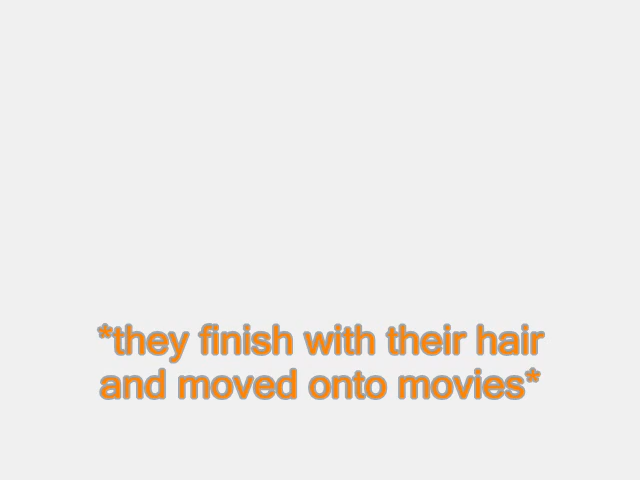 *they finish with their hair
and moved onto movies*